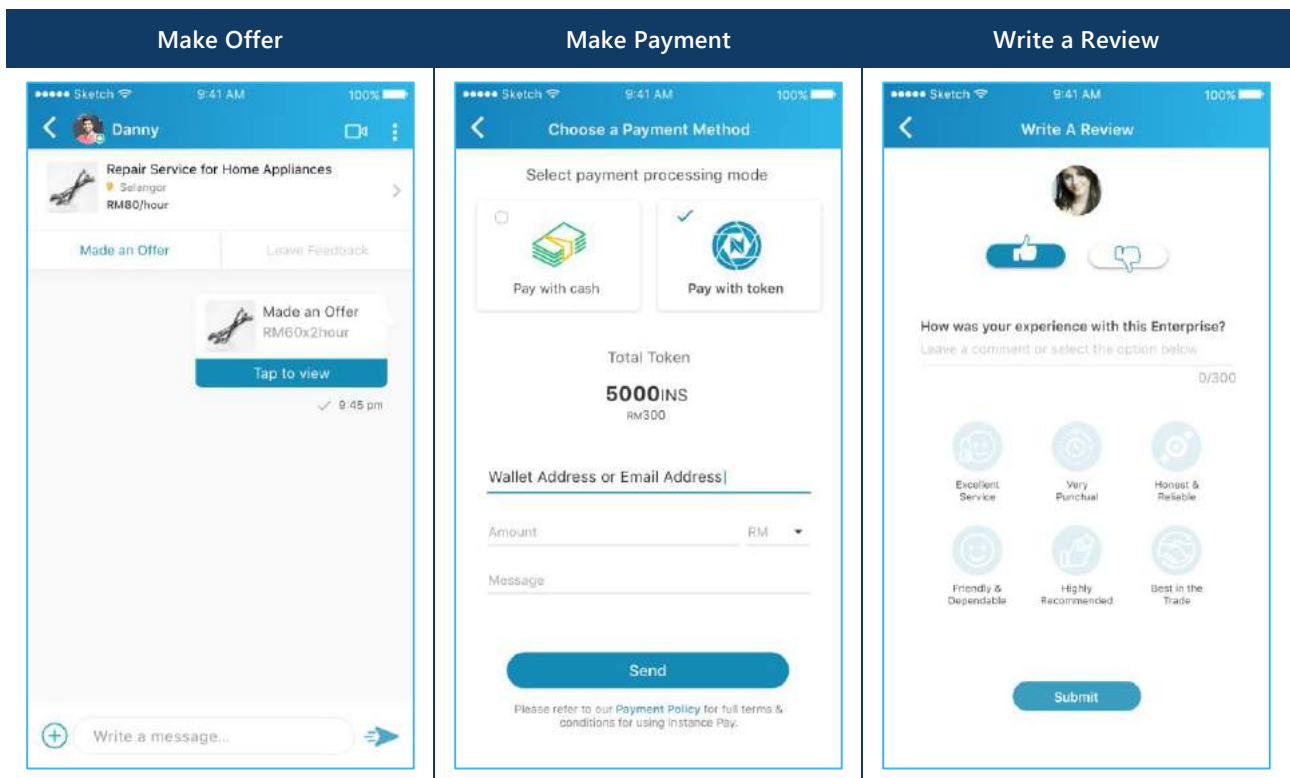 Make Offer
Make Payment
Write a Review
Sketch 9:41 AM 100%
Danny
Repair Service for Home Appliances
Selangor
RM80/hour
Made an Offer Leave Feedback
Made an Offer
RM60x2hour
Tap to view
9:45 pm
Write a message...
Sketch 9:41 AM 100%
Choose a Payment Method
Select payment processing mode
Pay with cash Pay with token
Total Token
5000INS
RM300
Wallet Address or Email Address
Amount RM
Message
Send
Please refer to our Payment Policy for full terms &
conditions for using Instance Pay.
Sketch 9:41 AM 100%
Write A Review
How was your experience with this Enterprise?
Leave a comment or select the option below
0/300
Excellent Very Honest &
Service Punctual Reliable
Friendly & Highly Best in the
Dependable Recommended Trade
Submit